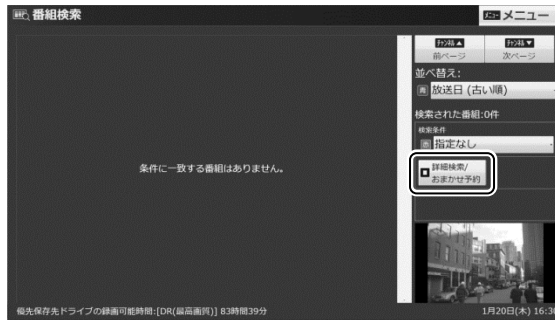 番組検索
メニュー メニュー
チャンネル▲ チャンネル▼
前ページ 次ページ
並べ替え:
放送日 (古い順)
検索された番組:0件
検索条件
指定なし
詳細検索/
おまかせ予約
条件に一致する番組はありません。
優先保存先ドライブの録画可能時間:[DR(最高画質)] 83時間39分
1月20日(木) 16:30